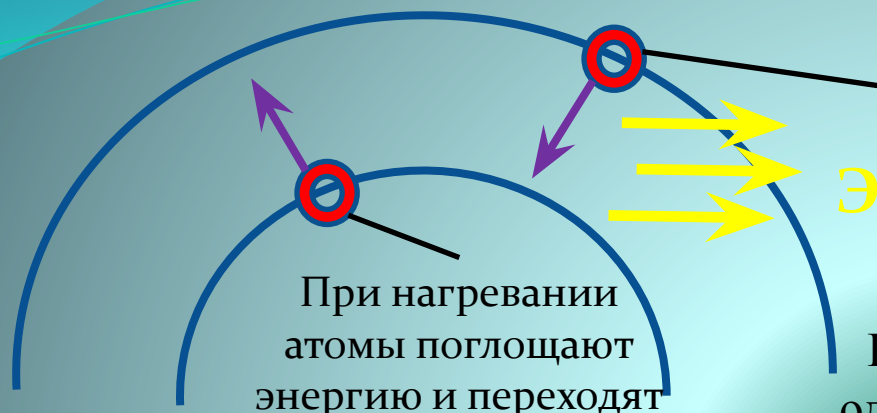 При нагревании
атомы поглощают
энергию и переходят